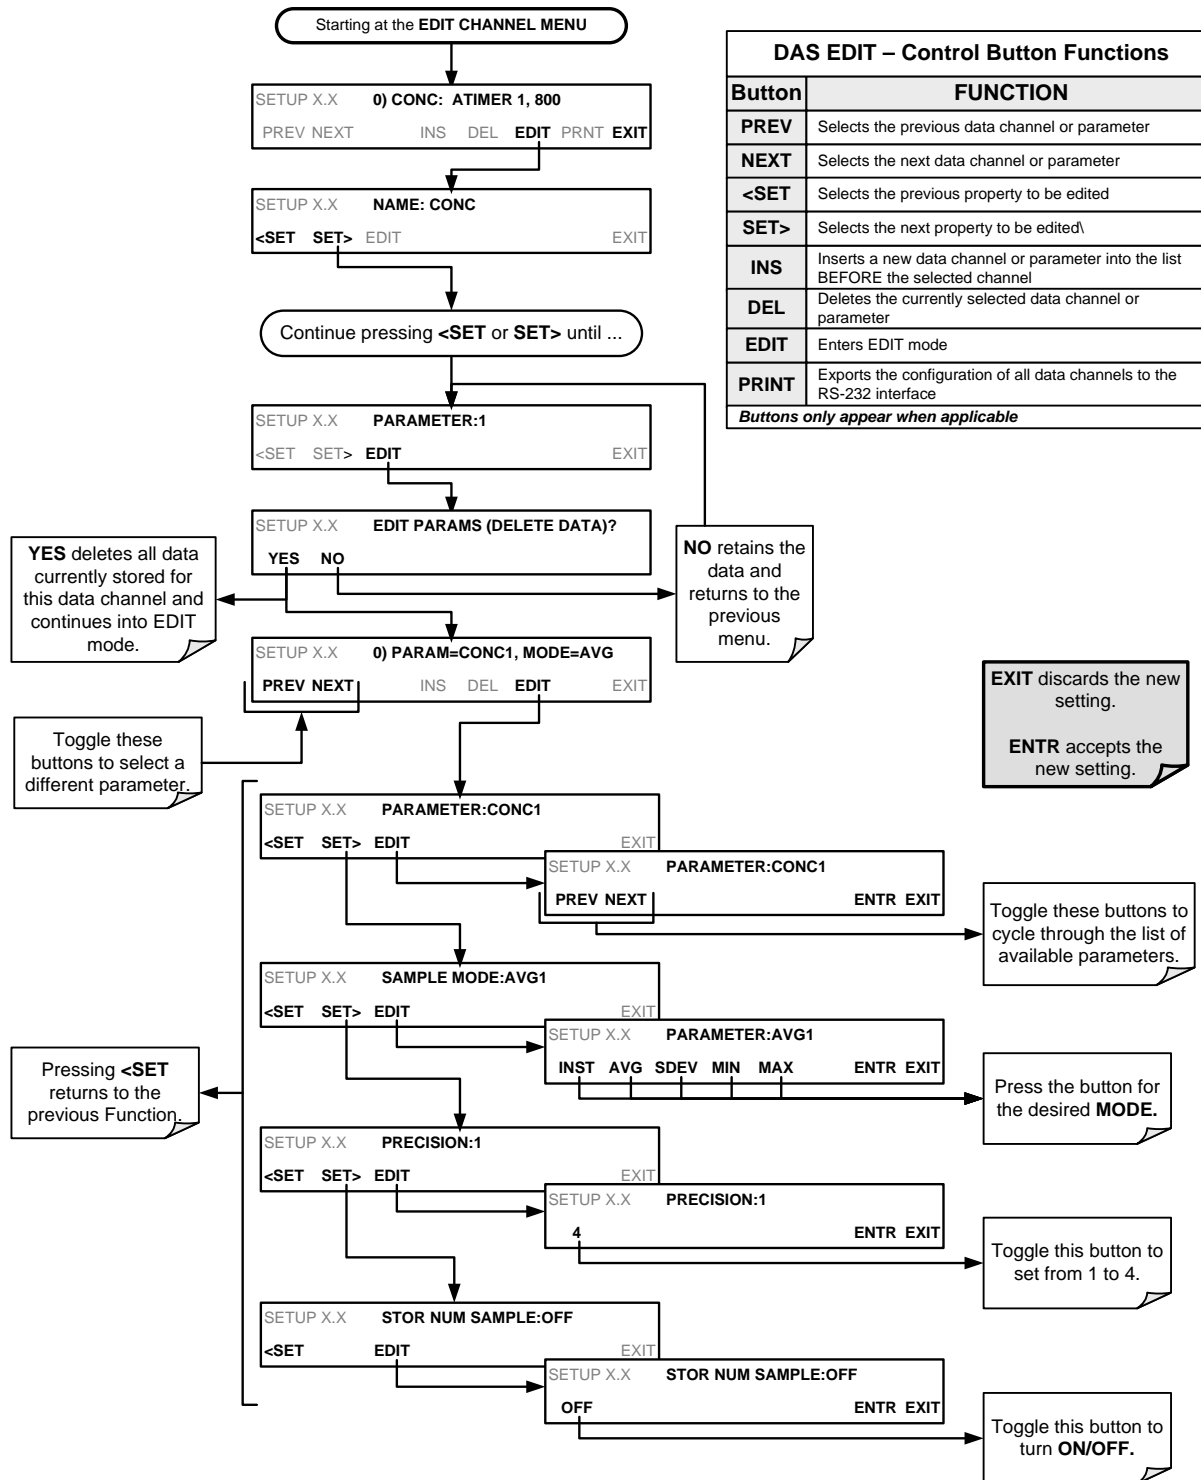 Starting at the EDIT CHANNEL MENU
SETUP X.X 0) CONC: ATIMER 1, 800
PREV NEXT INS DEL EDIT PRNT EXIT
SETUP X.X NAME: CONC
<SET SET> EDIT EXIT
Continue pressing <SET or SET> until ...
SETUP X.X PARAMETER:1
<SET SET> EDIT EXIT
SETUP X.X EDIT PARAMS (DELETE DATA)?
YES NO
YES deletes all data
currently stored for
this data channel and
continues into EDIT
mode.
NO retains the
data and
returns to the
previous
menu.
SETUP X.X 0) PARAM=CONC1, MODE=AVG
PREV NEXT INS DEL EDIT EXIT
Toggle these
buttons to select a
different parameter.
DAS EDIT – Control Button Functions
Button FUNCTION
PREV Selects the previous data channel or parameter
NEXT Selects the next data channel or parameter
<SET Selects the previous property to be edited
SET> Selects the next property to be edited\
INS Inserts a new data channel or parameter into the list
BEFORE the selected channel
DEL Deletes the currently selected data channel or
parameter
EDIT Enters EDIT mode
PRINT Exports the configuration of all data channels to the
RS-232 interface
Buttons only appear when applicable
EXIT discards the new
setting.
ENTR accepts the
new setting.
SETUP X.X PARAMETER:CONC1
<SET SET> EDIT EXIT
SETUP X.X PARAMETER:CONC1
PREV NEXT ENTR EXIT
Toggle these buttons to
cycle through the list of
available parameters.
SETUP X.X SAMPLE MODE:AVG1
<SET SET> EDIT EXIT
SETUP X.X PARAMETER:AVG1
INST AVG SDEV MIN MAX ENTR EXIT
Press the button for
the desired MODE.
Pressing <SET
returns to the
previous Function.
SETUP X.X PRECISION:1
<SET SET> EDIT EXIT
SETUP X.X PRECISION:1
4 ENTR EXIT
Toggle this button to
set from 1 to 4.
SETUP X.X STOR NUM SAMPLE:OFF
<SET EDIT EXIT
SETUP X.X STOR NUM SAMPLE:OFF
OFF ENTR EXIT
Toggle this button to
turn ON/OFF.